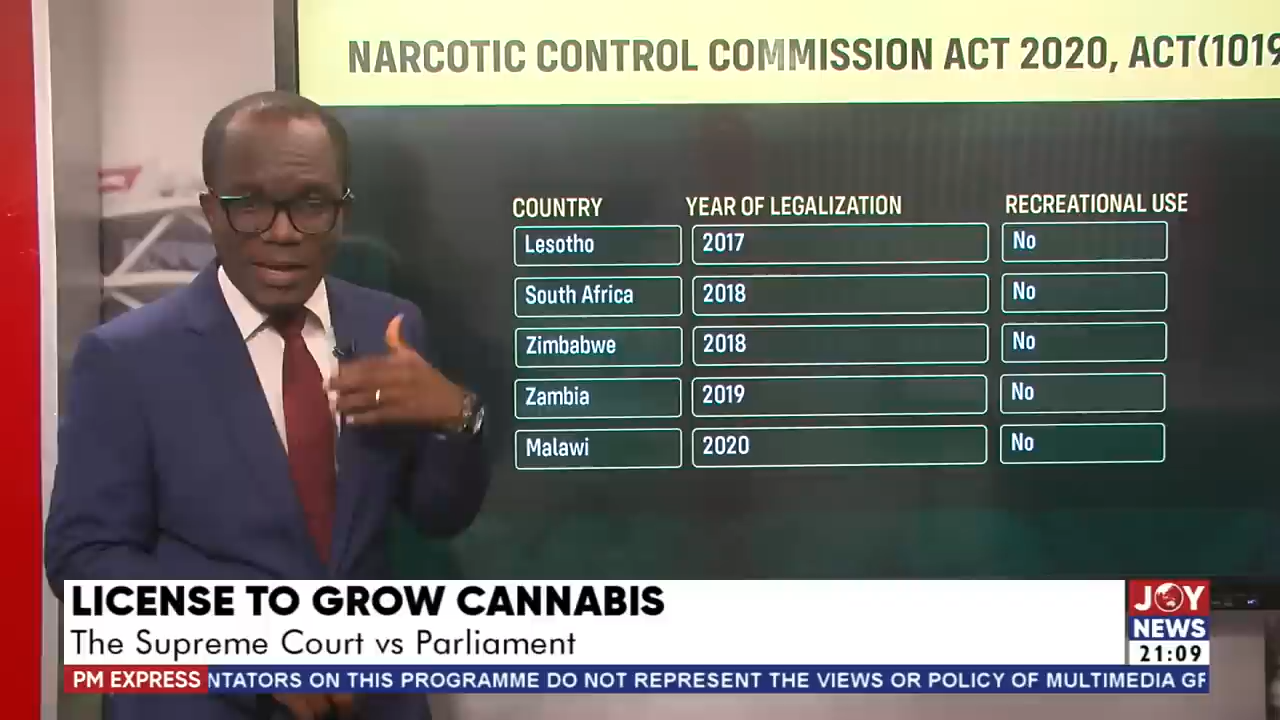 NARCOTIC CONTROL COMMISSION ACT 2020, ACT(1019
COUNTRY YEAR OF LEGALIZATION RECREATIONAL USE
Lesotho 2017 No
South Africa 2018 No
Zimbabwe 2018 No
Zambia 2019 No
Malawi 2020 No
LICENSE TO GROW CANNABIS
The Supreme Court vs Parliament
JOY
NEWS
21:09
PM EXPRESS NTATORS ON THIS PROGRAMME DO NOT REPRESENT THE VIEWS OR POLICY OF MULTIMEDIA GR